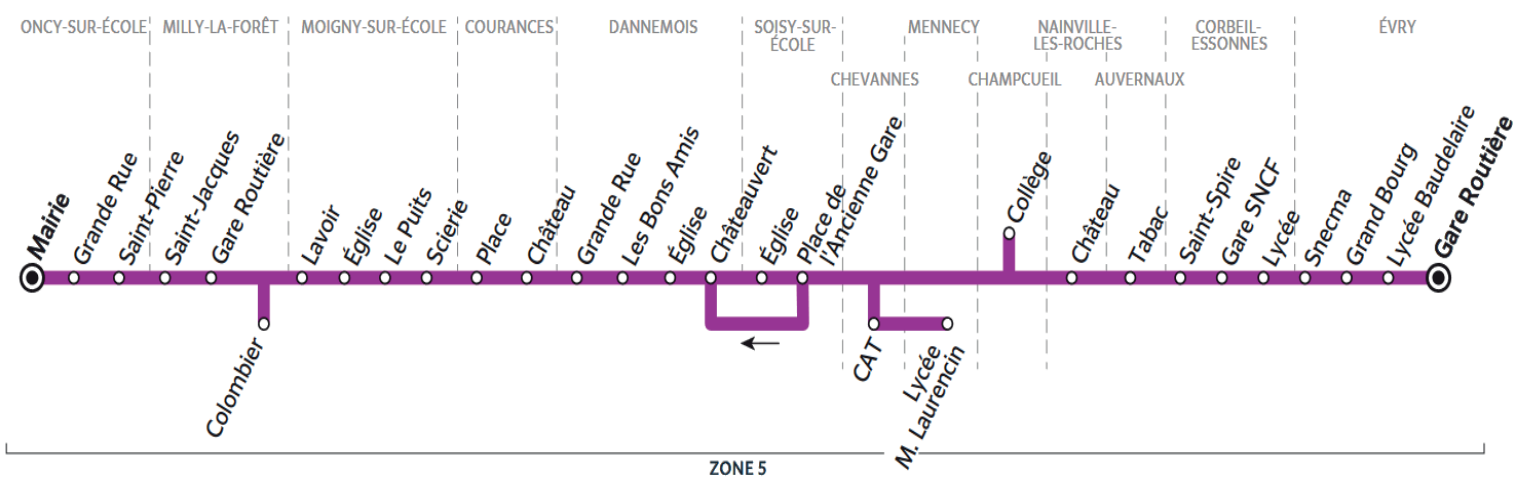 ONCY-SUR-ÉCOLE
MILLY-LA-FORÊT
MOIGNY-SUR-ÉCOLE
COURANCES
DANNEMOIS
SOISY-SUR-
ÉCOLE
CHEVANNES
MENNECY
CHAMPCUEIL
NAINVILLE-
LES-ROCHES
AUVERNAUX
CORBEIL-
ESSONNES
ÉVRY
Mairie
Grande Rue
Saint-Pierre
Saint-Jacques
Gare Routière
Colombier
Lavoir
Église
Le Puits
Scierie
Place
Château
Grande Rue
Les Bons Amis
Église
Châteauvert
Église
Place de
l'Ancienne Gare
CAT
Lycée
M. Laurencin
Collège
Château
Tabac
Saint-Spire
Gare SNCF
Lycée
Snecma
Grand Bourg
Lycée Baudelaire
Gare Routière
ZONE 5